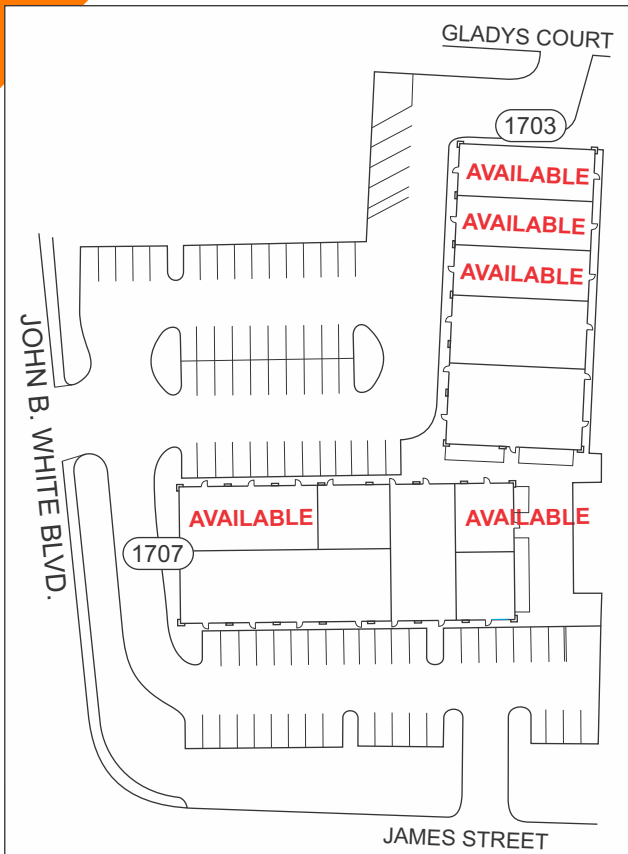 GLADYS COURT
1703
AVAILABLE
AVAILABLE
AVAILABLE
JOHN B. WHITE BLVD.
AVAILABLE
AVAILABLE
1707
JAMES STREET